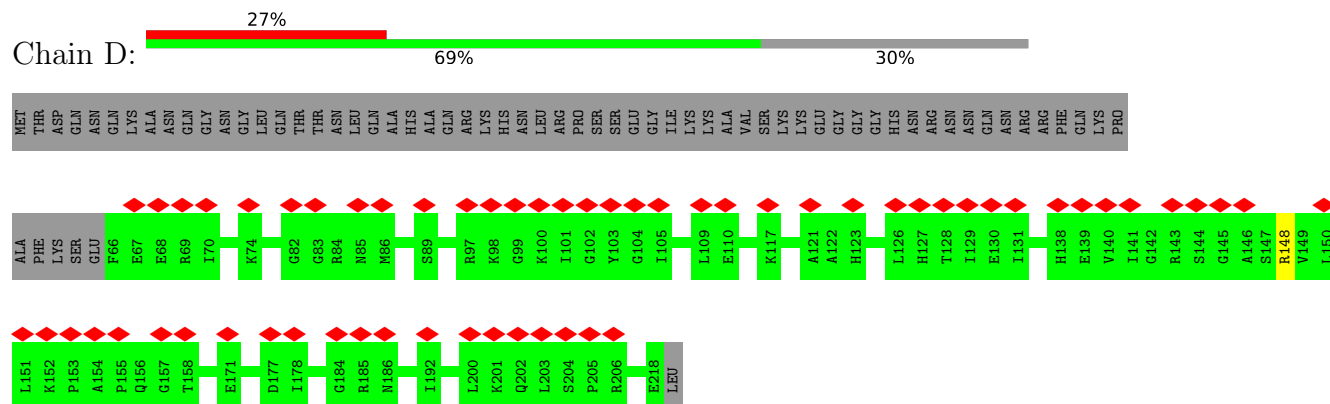 27%
Chain D:
69% 30%
MET THR ASP GLN ASN GLN LYS ALA ASN GLN GLY ASN GLY LEU GLN THR THR ASN LEU GLN ALA HIS ALA GLN ARG LYS HIS ASN LEU ARG PRO SER SER GLU GLY ILE LYS LYS ALA VAL SER LYS LYS GLU GLY GLY GLY HIS ASN ARG ASN ASN GLN ASN ARG ARG PHE GLN LYS PRO
ALA PHE LYS SER GLU F66 E67 E68 R69 I70 K74 G82 G83 R84 N85 M86 S89 R97 K98 G99 K100 I101 G102 Y103 G104 I105 L109 E110 K117 A121 A122 H123 L126 H127 T128 I129 E130 I131 H138 E139 V140 I141 G142 R143 S144 G145 A146 S147 R148 V149 L150
L151 K152 P153 A154 P155 Q156 G157 T158 E171 D177 I178 G184 R185 N186 I192 L200 K201 Q202 L203 S204 P205 R206 E218 LEU